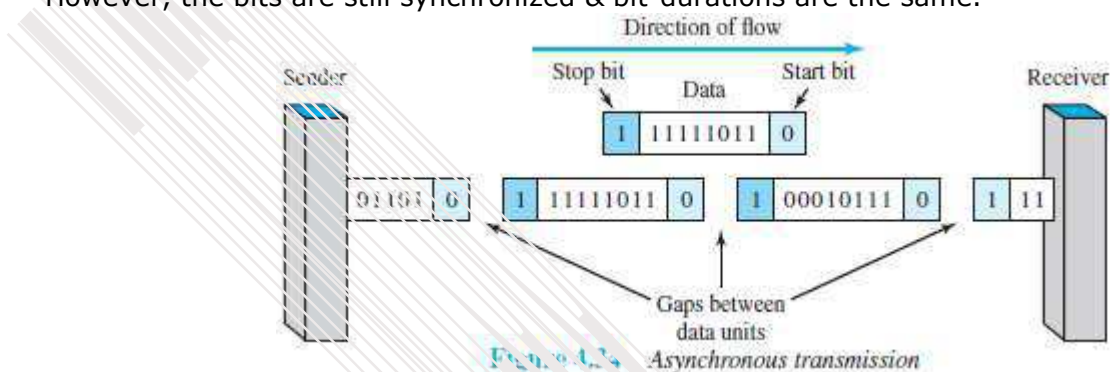 However, the bits are still synchronized & bit-durations are the same.
Direction of flow
Sender
Stop bit
Data
Start bit
Receiver
1 11111011 0
01101 0
1 11111011 0
1 00010111 0
1 11
Gaps between
data units
Asynchronous transmission